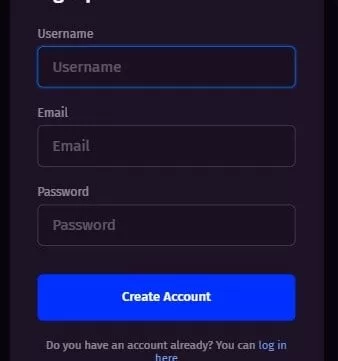 Username
Username
Email
Email
Password
Password
Create Account
Do you have an account already? You can log in
here